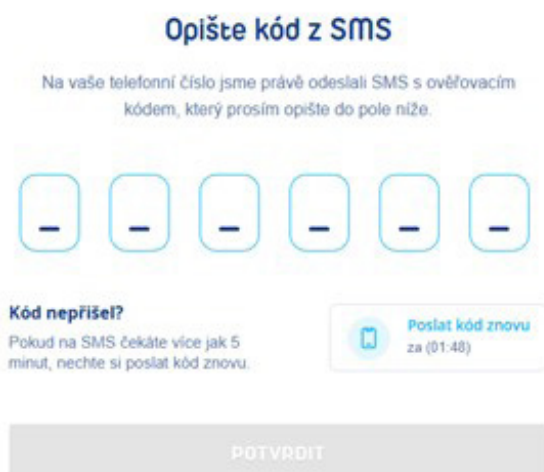 Opište kód z SMS
Na vaše telefonní číslo jsme právě odeslali SMS s ověřovacím
kódem, který prosím opište do pole níže.
Kód nepřišel?
Pokud na SMS čekáte více jak 5
minut, nechte si poslat kód znovu.
Poslat kód znovu
za (01:48)
POTVRDIT